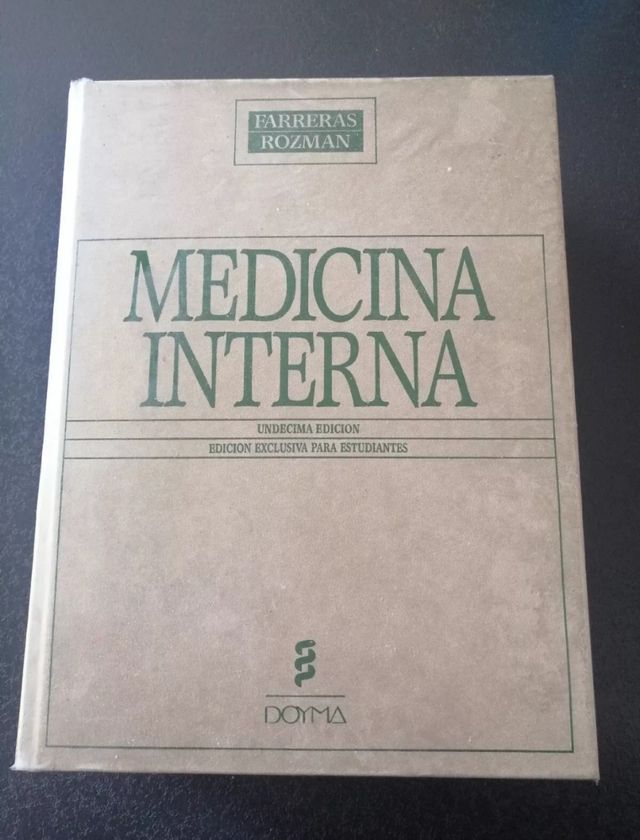 FARRERAS
ROZMAN
MEDICINA
INTERNA
UNDECIMA EDICION
EDICION EXCLUSIVA PARA ESTUDIANTES
DOYMA